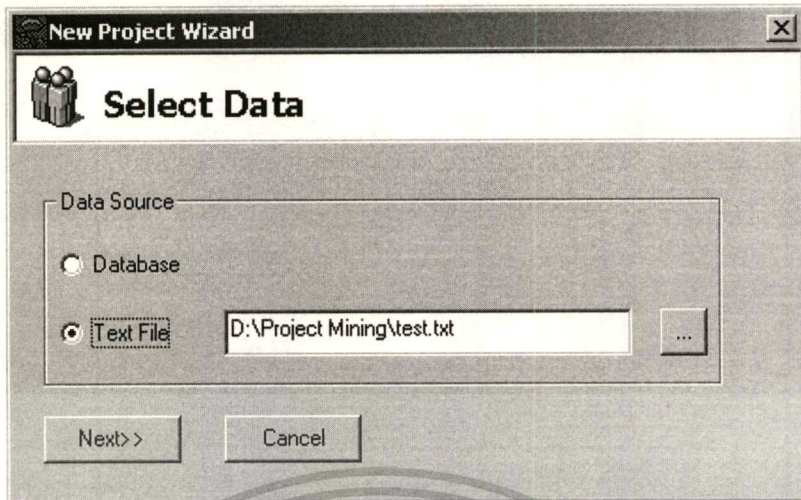 New Project Wizard
Select Data
Data Source
Database
Text File
D:\Project Mining\test.txt
...
Next>>
Cancel